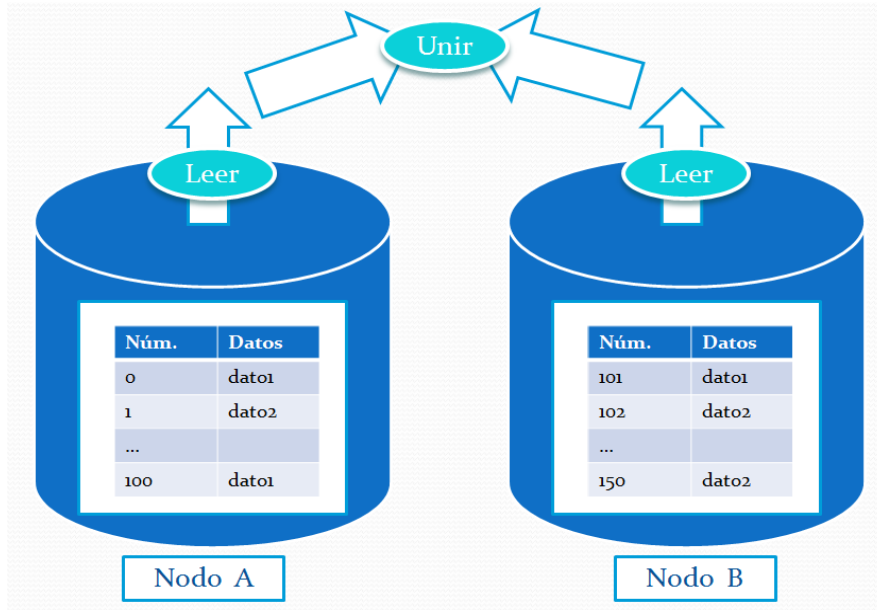 Unir
Leer
Leer
Núm. Datos
0 dato1
1 dato2
...
100 dato1
Núm. Datos
101 dato1
102 dato2
...
150 dato2
Nodo A
Nodo B